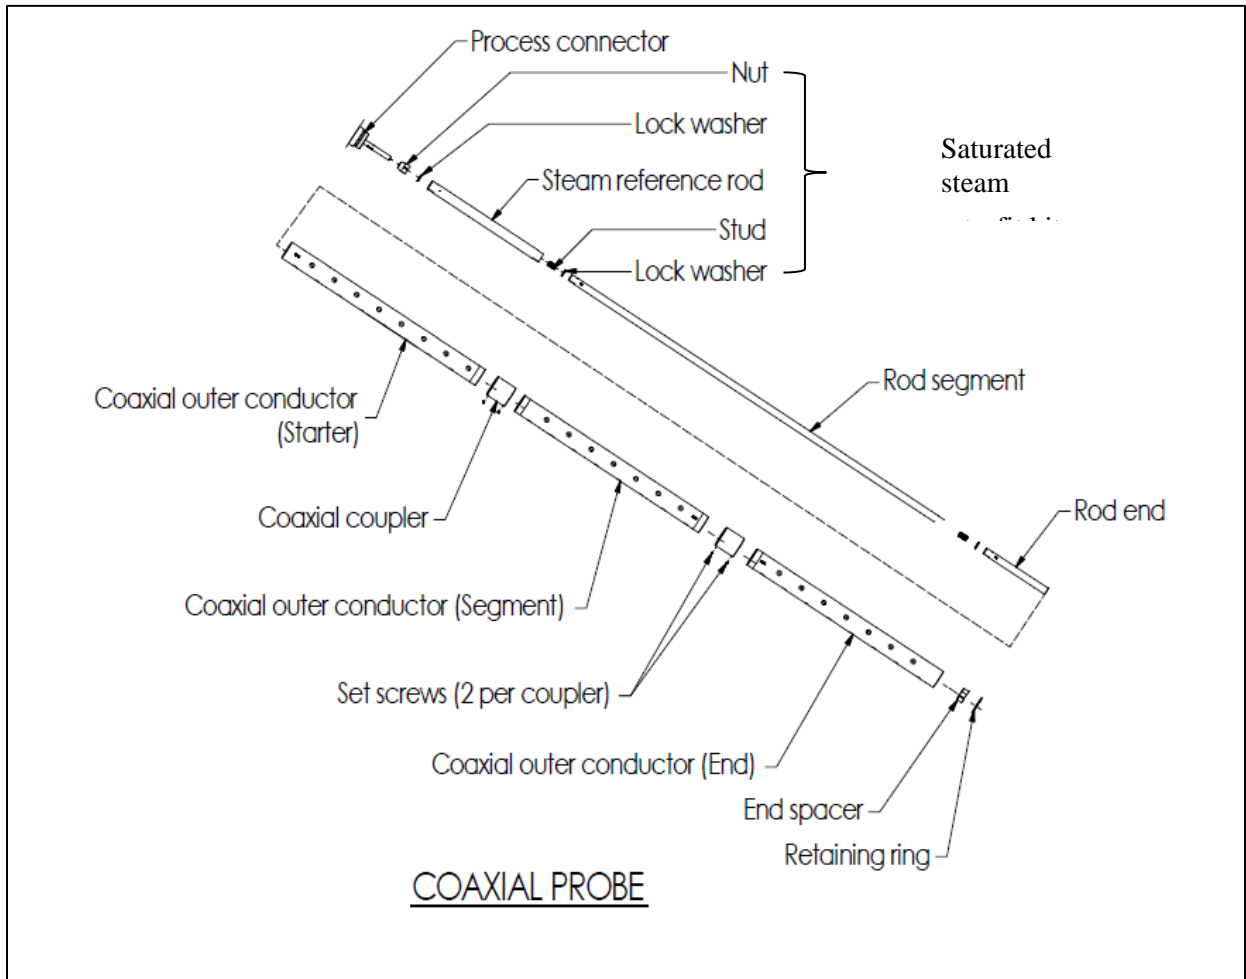 Process connector
Nut
Lock washer
Steam reference rod
Stud
Lock washer
Saturated
steam
Rod segment
Rod end
Coaxial outer conductor
(Starter)
Coaxial coupler
Coaxial outer conductor (Segment)
Set screws (2 per coupler)
Coaxial outer conductor (End)
End spacer
Retaining ring
COAXIAL PROBE